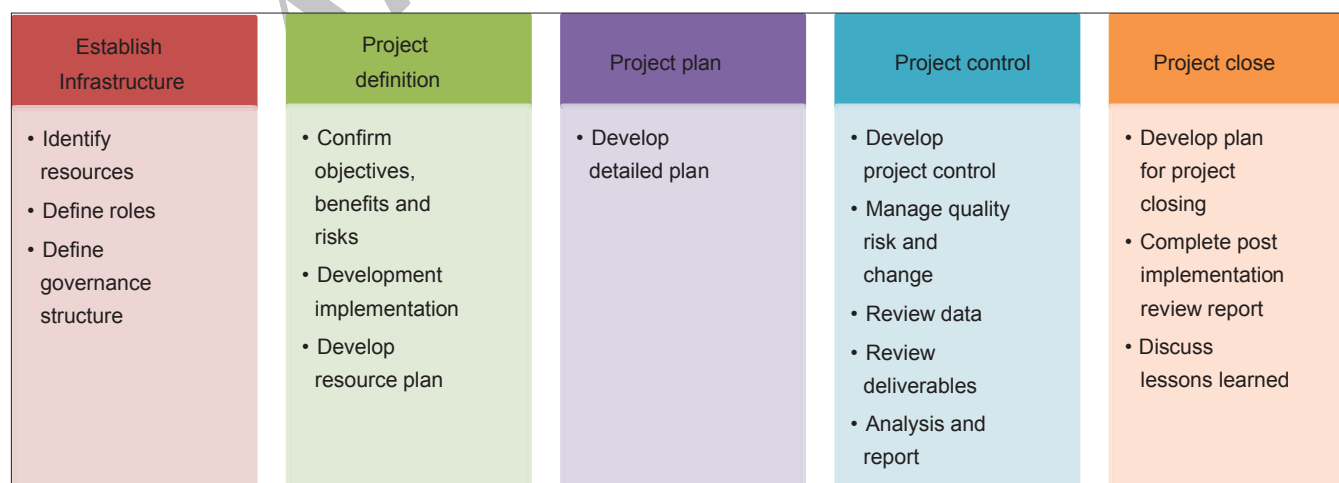 Establish
Infrastructure
• Identify
resources
• Define roles
• Define
governance
structure
Project
definition
• Confirm
objectives,
benefits and
risks
• Development
implementation
• Develop
resource plan
Project plan
• Develop
detailed plan
Project control
• Develop
project control
• Manage quality
risk and
change
• Review data
• Review
deliverables
• Analysis and
report
Project close
• Develop plan
for project
closing
• Complete post
implementation
review report
• Discuss
lessons learned